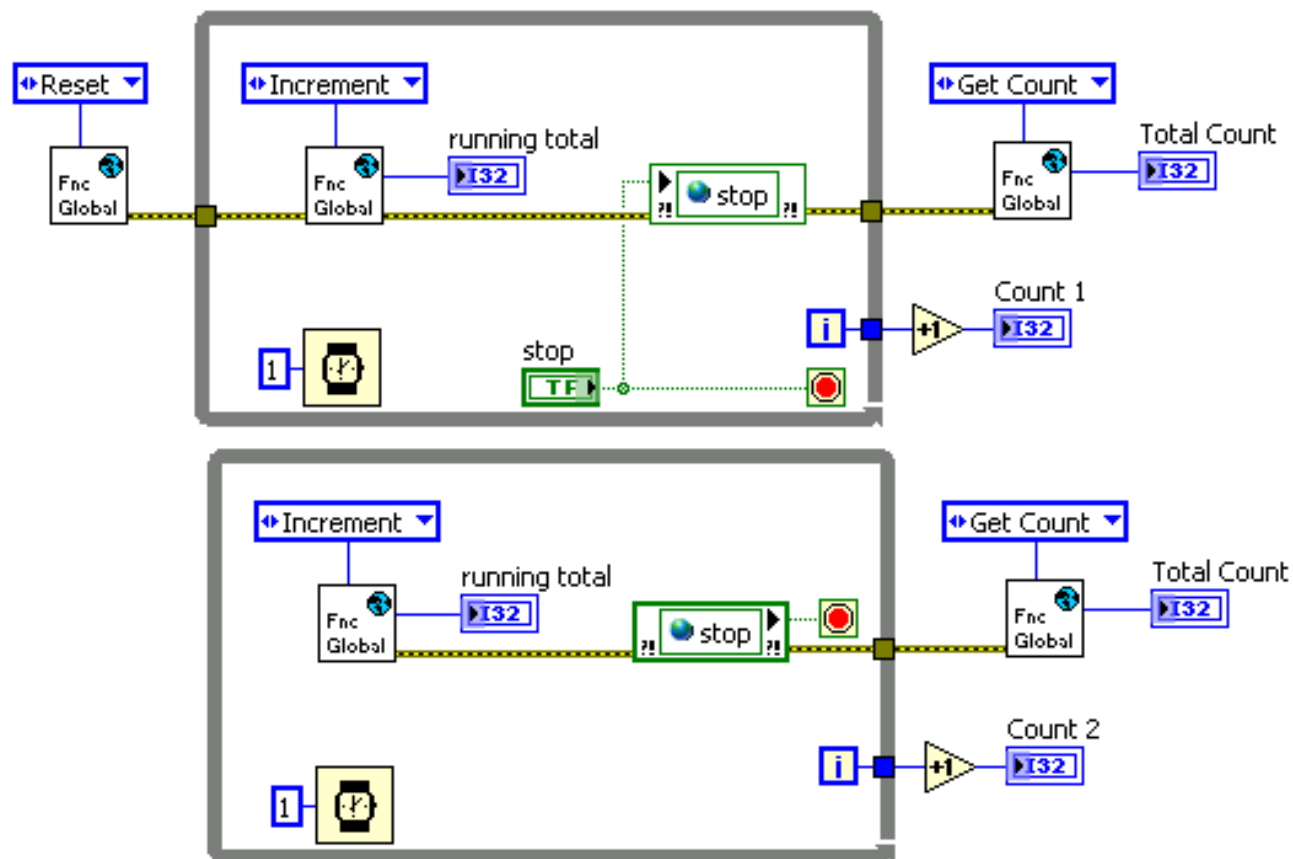 Reset
Increment
Get Count
running total
I32
Total Count
I32
Fnc
Global
Fnc
Global
?!
stop
?!
Fnc
Global
Count 1
i
+1
I32
1
stop
TF
Increment
Get Count
running total
I32
Total Count
I32
Fnc
Global
?!
stop
?!
Fnc
Global
Count 2
i
+1
I32
1